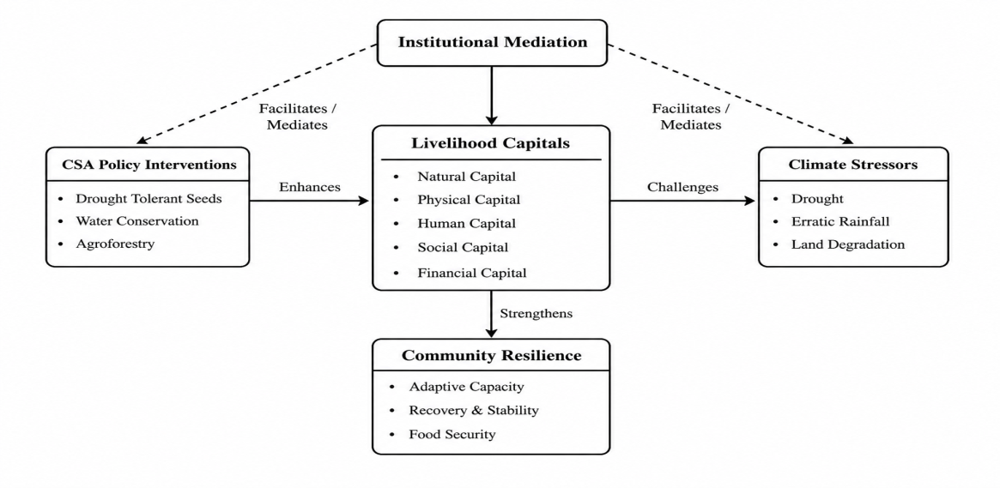 Institutional Mediation
Facilitates /
Mediates
Facilitates /
Mediates
CSA Policy Interventions
• Drought Tolerant Seeds
• Water Conservation
• Agroforestry
Enhances
Livelihood Capitals
• Natural Capital
• Physical Capital
• Human Capital
• Social Capital
• Financial Capital
Challenges
Climate Stressors
• Drought
• Erratic Rainfall
• Land Degradation
Strengthens
Community Resilience
• Adaptive Capacity
• Recovery & Stability
• Food Security